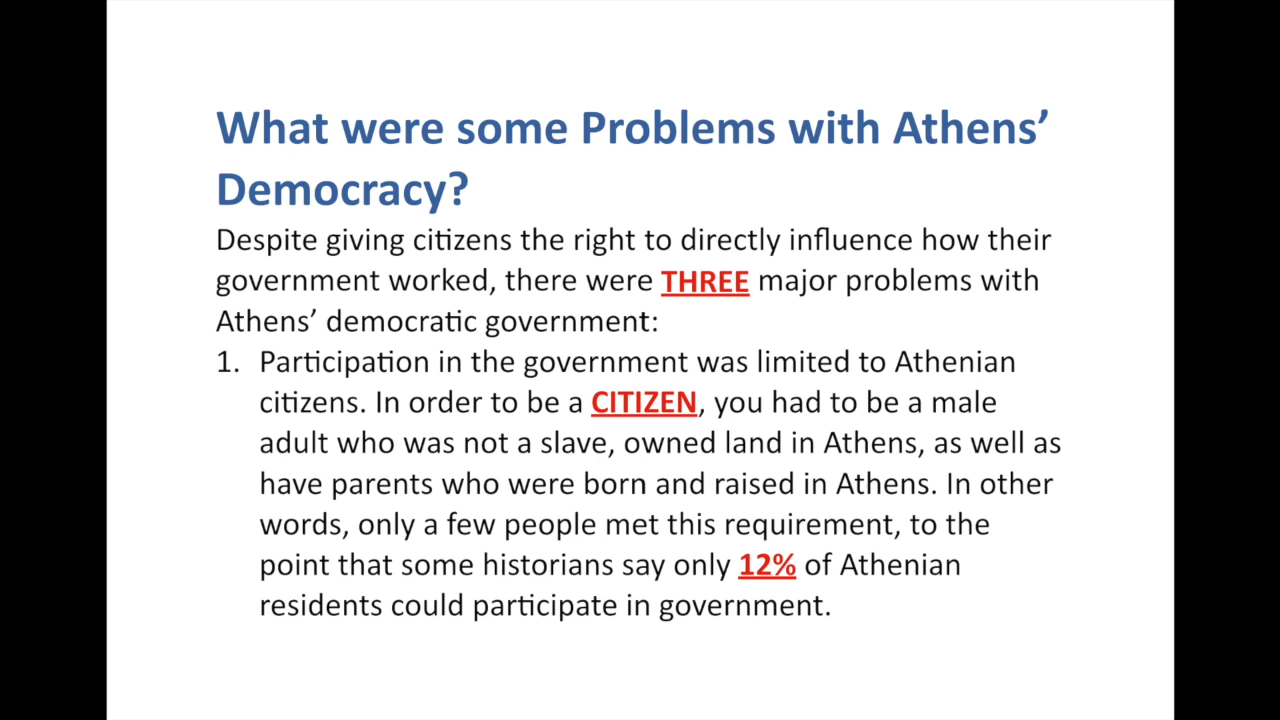 What were some Problems with Athens’
Democracy?
Despite giving citizens the right to directly influence how their
government worked, there were THREE major problems with
Athens’ democratic government:
1. Participation in the government was limited to Athenian
citizens. In order to be a CITIZEN, you had to be a male
adult who was not a slave, owned land in Athens, as well as
have parents who were born and raised in Athens. In other
words, only a few people met this requirement, to the
point that some historians say only 12% of Athenian
residents could participate in government.